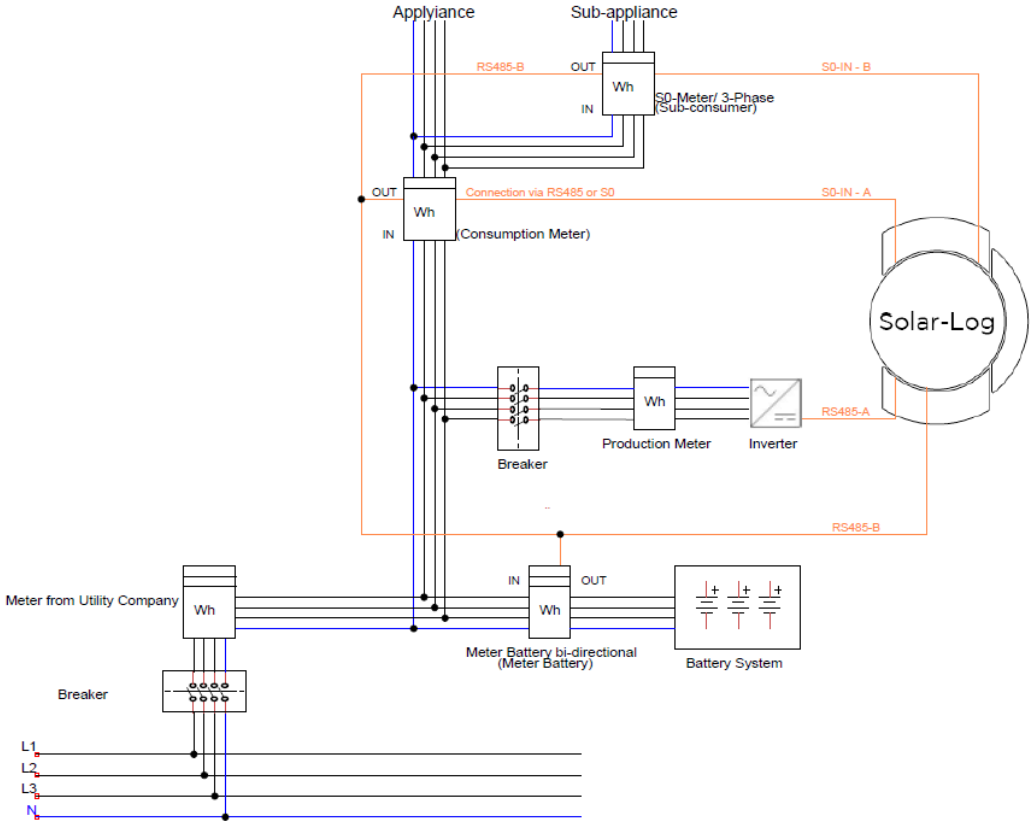 Applyiance
Sub-appliance
RS485-B
OUT
S0-IN - B
Wh
S0-Meter/ 3-Phase
IN
(Sub-consumer)
OUT
Connection via RS485 or S0
S0-IN - A
Wh
IN
(Consumption Meter)
Solar-Log
Wh
RS485-A
Production Meter
Inverter
Breaker
RS485-B
IN
OUT
Meter from Utility Company
Wh
Wh
+
+
+
Meter Battery bi-directional
(Meter Battery)
Battery System
Breaker
L1
L2
L3
N